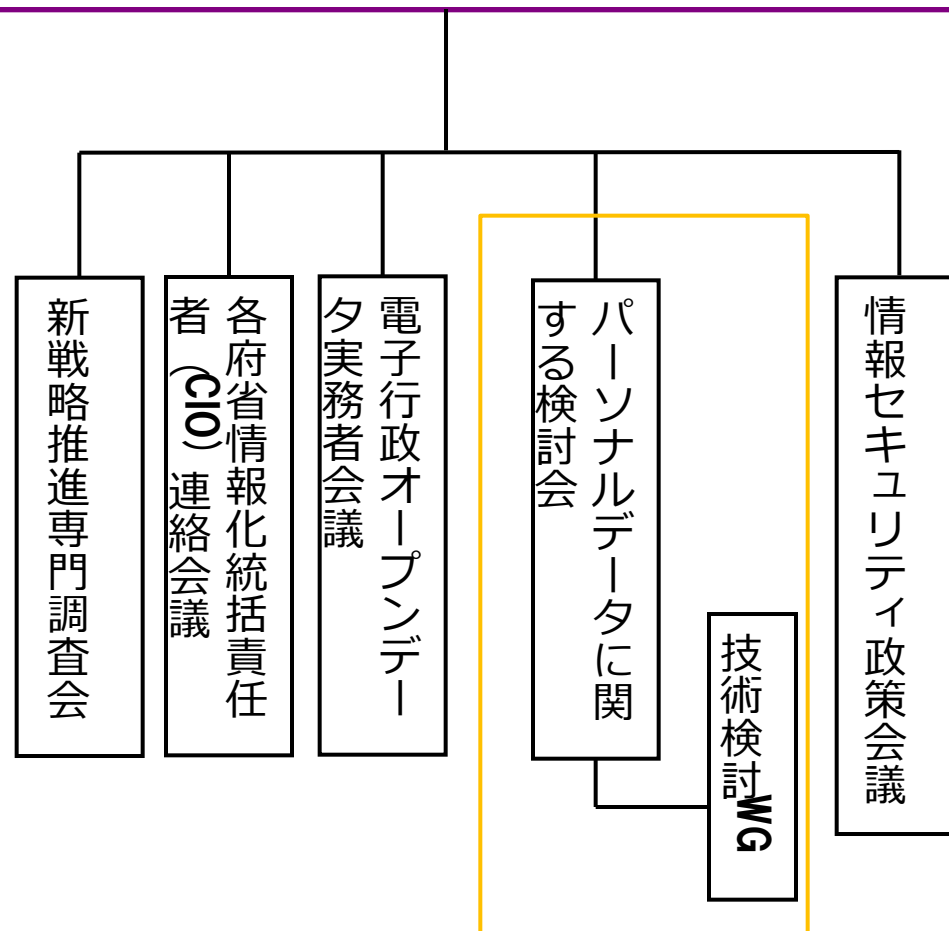 新戦略推進専門調査会
各府省情報化統括責任
者（CIO）連絡会議
電子行政オープンデー
タ実務者会議
パーソナルデータに関
する検討会
技術検討WG
情報セキュリティ政策会議